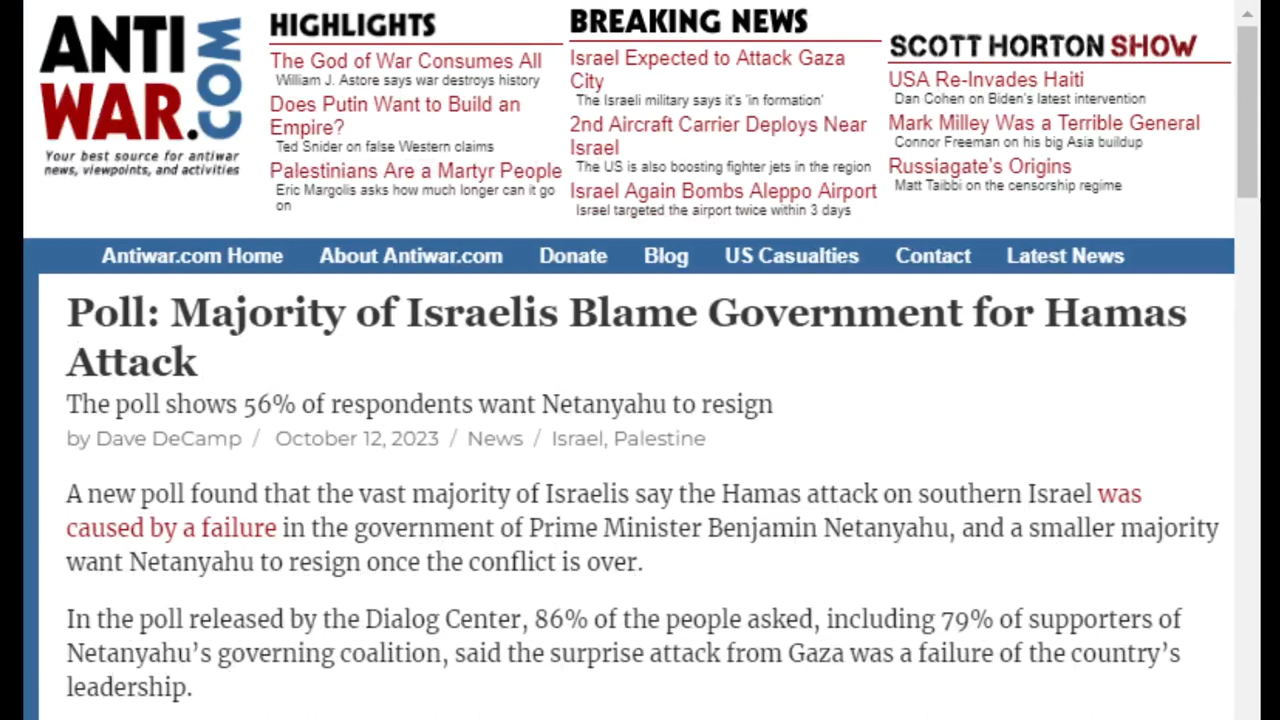 ANTI
WAR.COM
Your best source for antiwar
news, viewpoints, and activities
HIGHLIGHTS
The God of War Consumes All
William J. Astore says war destroys history
Does Putin Want to Build an
Empire?
Ted Snider on false Western claims
Palestinians Are a Martyr People
Eric Margolis asks how much longer can it go
on
BREAKING NEWS
Israel Expected to Attack Gaza
City
The Israeli military says it's 'in formation'
2nd Aircraft Carrier Deploys Near
Israel
The US is also boosting fighter jets in the region
Israel Again Bombs Aleppo Airport
Israel targeted the airport twice within 3 days
SCOTT HORTON SHOW
USA Re-Invades Haiti
Dan Cohen on Biden's latest intervention
Mark Milley Was a Terrible General
Connor Freeman on his big Asia buildup
Russiagate's Origins
Matt Taibbi on the censorship regime
Antiwar.com Home About Antiwar.com Donate Blog US Casualties Contact Latest News
Poll: Majority of Israelis Blame Government for Hamas
Attack
The poll shows 56% of respondents want Netanyahu to resign
by Dave DeCamp / October 12, 2023 / News / Israel, Palestine
A new poll found that the vast majority of Israelis say the Hamas attack on southern Israel was
caused by a failure in the government of Prime Minister Benjamin Netanyahu, and a smaller majority
want Netanyahu to resign once the conflict is over.
In the poll released by the Dialog Center, 86% of the people asked, including 79% of supporters of
Netanyahu’s governing coalition, said the surprise attack from Gaza was a failure of the country’s
leadership.